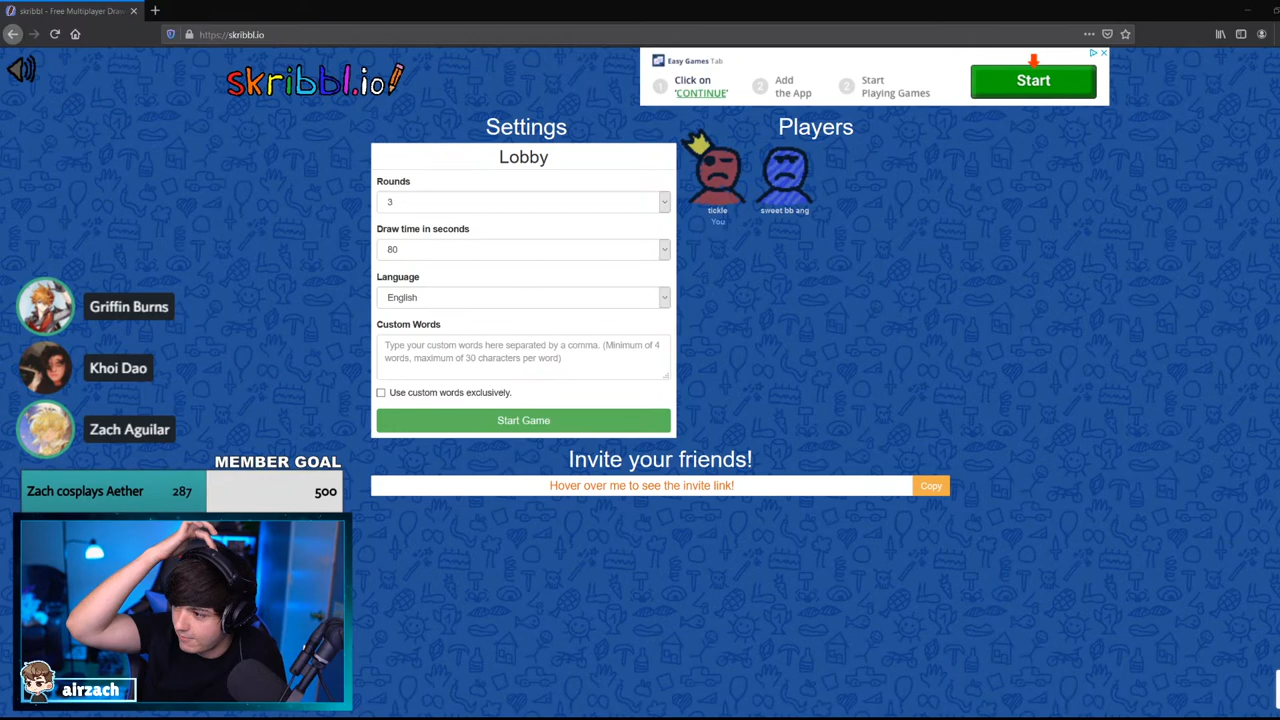 skribbl - Free Multiplayer Draw
https://skribbl.io
skribbl.io
Easy Games Tab
1 Click on 'CONTINUE'
2 Add the App
2 Start Playing Games
Start
Settings
Players
Lobby
Rounds
3
Draw time in seconds
80
Language
English
Custom Words
Type your custom words here separated by a comma. (Minimum of 4
words, maximum of 30 characters per word)
Use custom words exclusively.
Start Game
tickle
You
sweet bb ang
Invite your friends!
Hover over me to see the invite link!
Copy
Griffin Burns
Khoi Dao
Zach Aguilar
MEMBER GOAL
Zach cosplays Aether 287 500
airzach